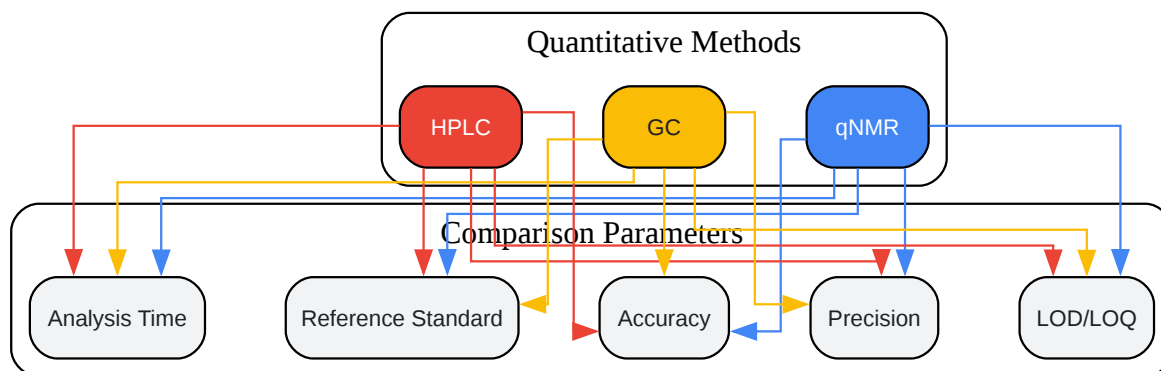 Quantitative Methods
HPLC
GC
qNMR
Comparison Parameters
Analysis Time
Reference Standard
Accuracy
Precision
LOD/LOQ